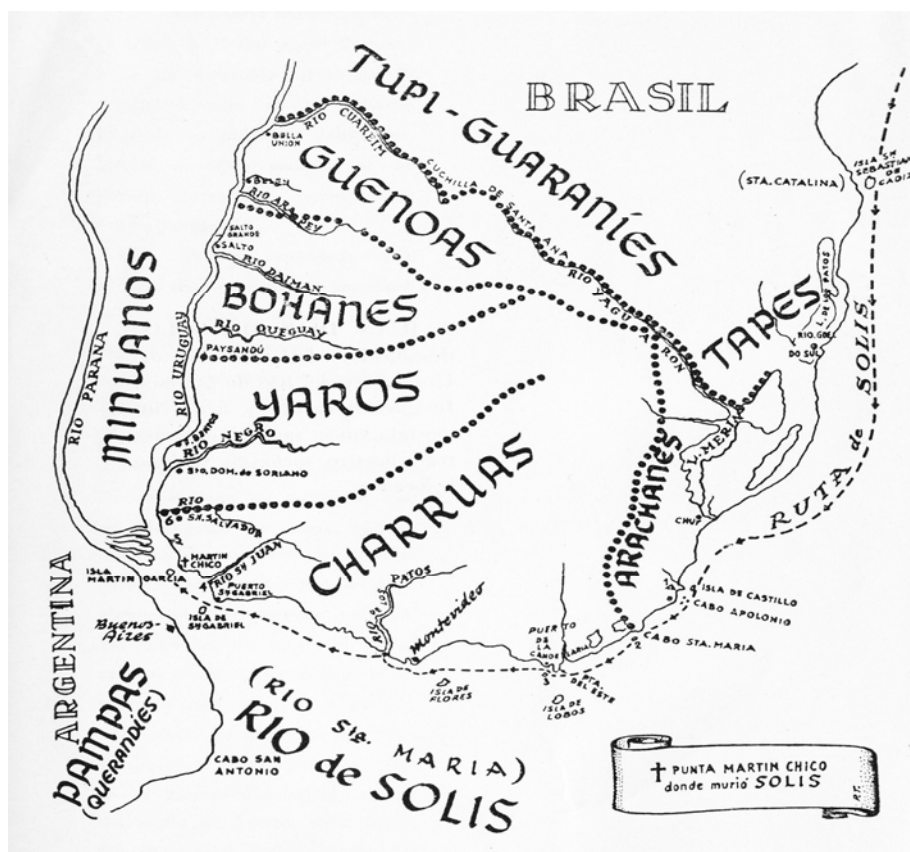 TUPI-GUARANÍES
BRASIL
RIO CUAREIM
BELLA UNION
GUENOAS
CUCHILLA DE SANTA ANA
ISLA Sn SEBASTIAN DE CADIZ
(STA. CATALINA)
RIO ARAPEY
SALTO GRANDE
SALTO
RIO DAIMAN
BOHANES
RIO YAGUARON
TAPES
L. DE LOS PATOS
RIO. GDE. DO SUL
MINUANOS
RIO PARANA
RIO URUGUAY
RIO QUEGUAY
PAYSANDÚ
YAROS
RIO NEGRO
STO. DOM. de SORIANO
L. MERIN
RUTA de SOLIS
CHARRUAS
ARACHANES
CHUY
RIO
6
SN. SALVADOR
5
MARTIN CHICO
ISLA MARTIN GARCIA
4
RIO Sn JUAN
PUERTO Sn GABRIEL
ISLA DE Sn GABRIEL
RIO DE LOS PATOS
montevideo
ISLA DE CASTILLO
CABO APOLONIO
CABO STA. MARIA
2
PUERTO DE LA CANDELARIA
3
PTA. DEL ESTE
ISLA DE FLORES
ISLA DE LOBOS
ARGENTINA
Buenos-Aires
PAMPAS
(QUERANDÍES)
CABO SAN ANTONIO
(RIO Sta. MARIA)
RIO de SOLIS
† PUNTA MARTIN CHICO
donde murió SOLIS